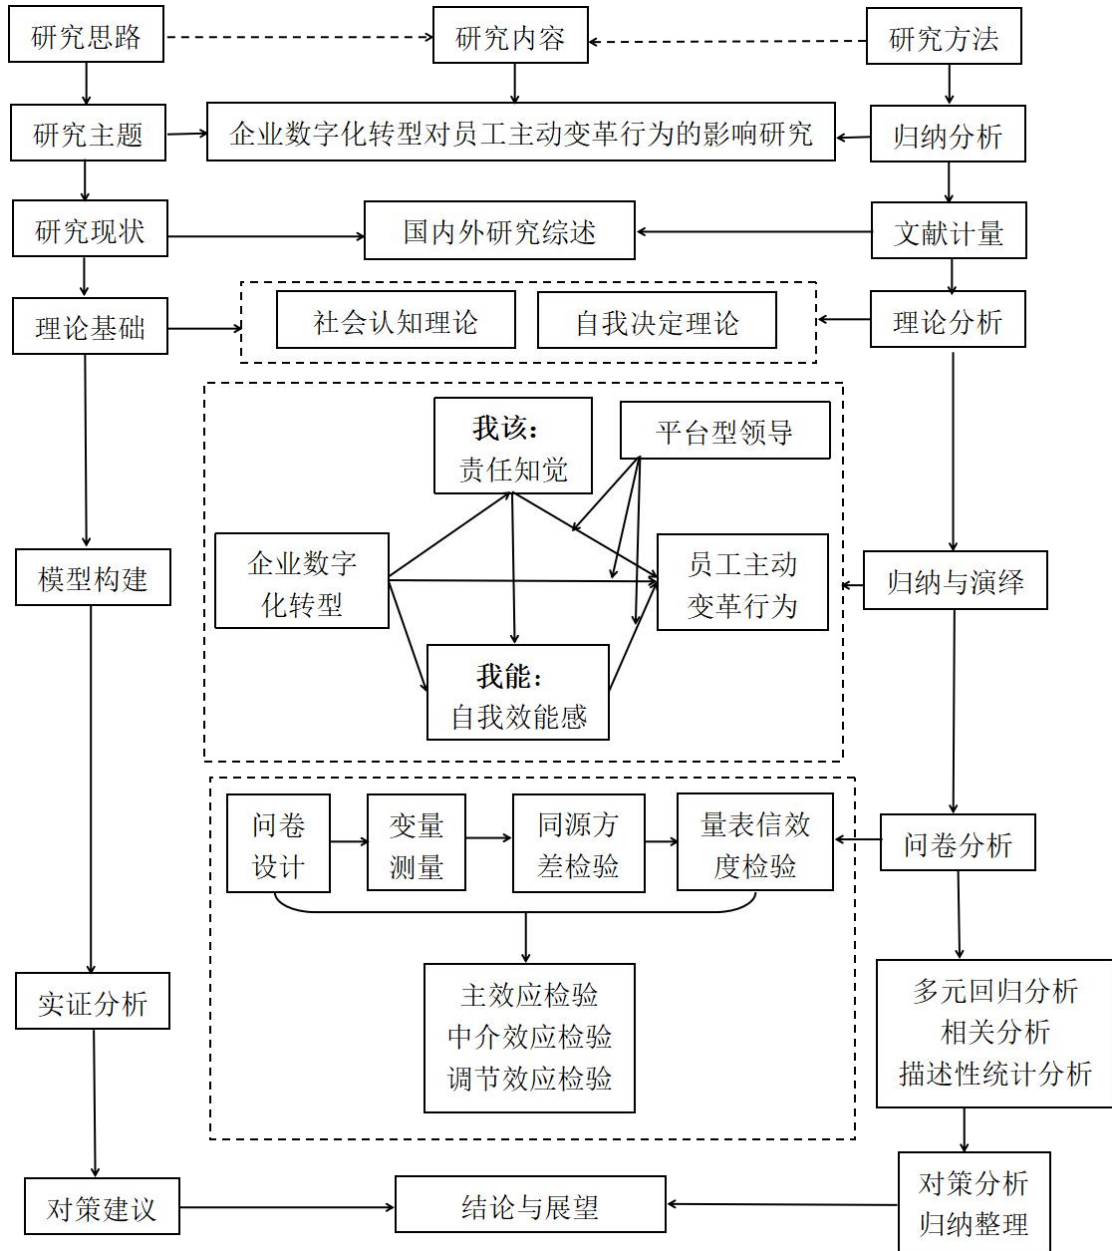 研究思路
研究内容
研究方法
研究主题
企业数字化转型对员工主动变革行为的影响研究
归纳分析
研究现状
国内外研究综述
文献计量
理论基础
社会认知理论
自我决定理论
理论分析
我该：
责任知觉
平台型领导
模型构建
企业数字
化转型
员工主动
变革行为
归纳与演绎
我能：
自我效能感
问卷
设计
变量
测量
同源方
差检验
量表信效
度检验
问卷分析
实证分析
主效应检验
中介效应检验
调节效应检验
多元回归分析
相关分析
描述性统计分析
对策建议
结论与展望
对策分析
归纳整理